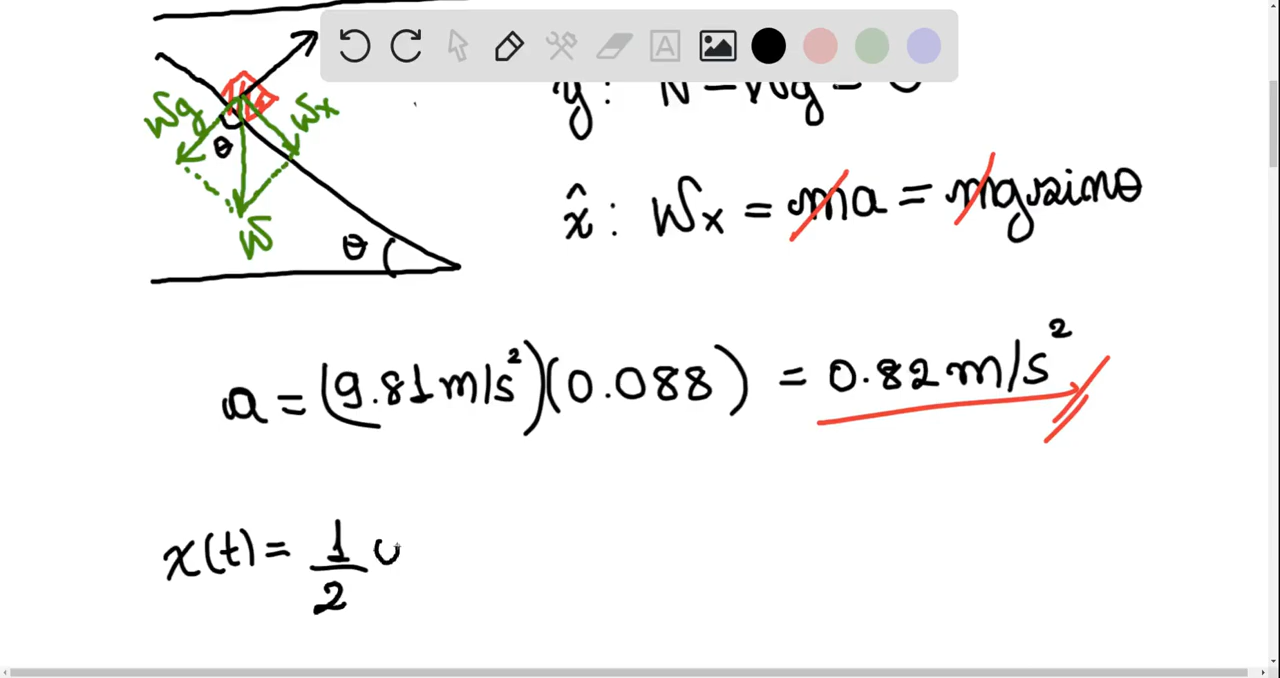 ŷ: N - Wy = 0
Wy
Wx
θ
W
θ
x̂: Wx = ma = mg sinθ
a = (9.81 m/s²)(0.088) = 0.82 m/s²
x(t) = 1/2